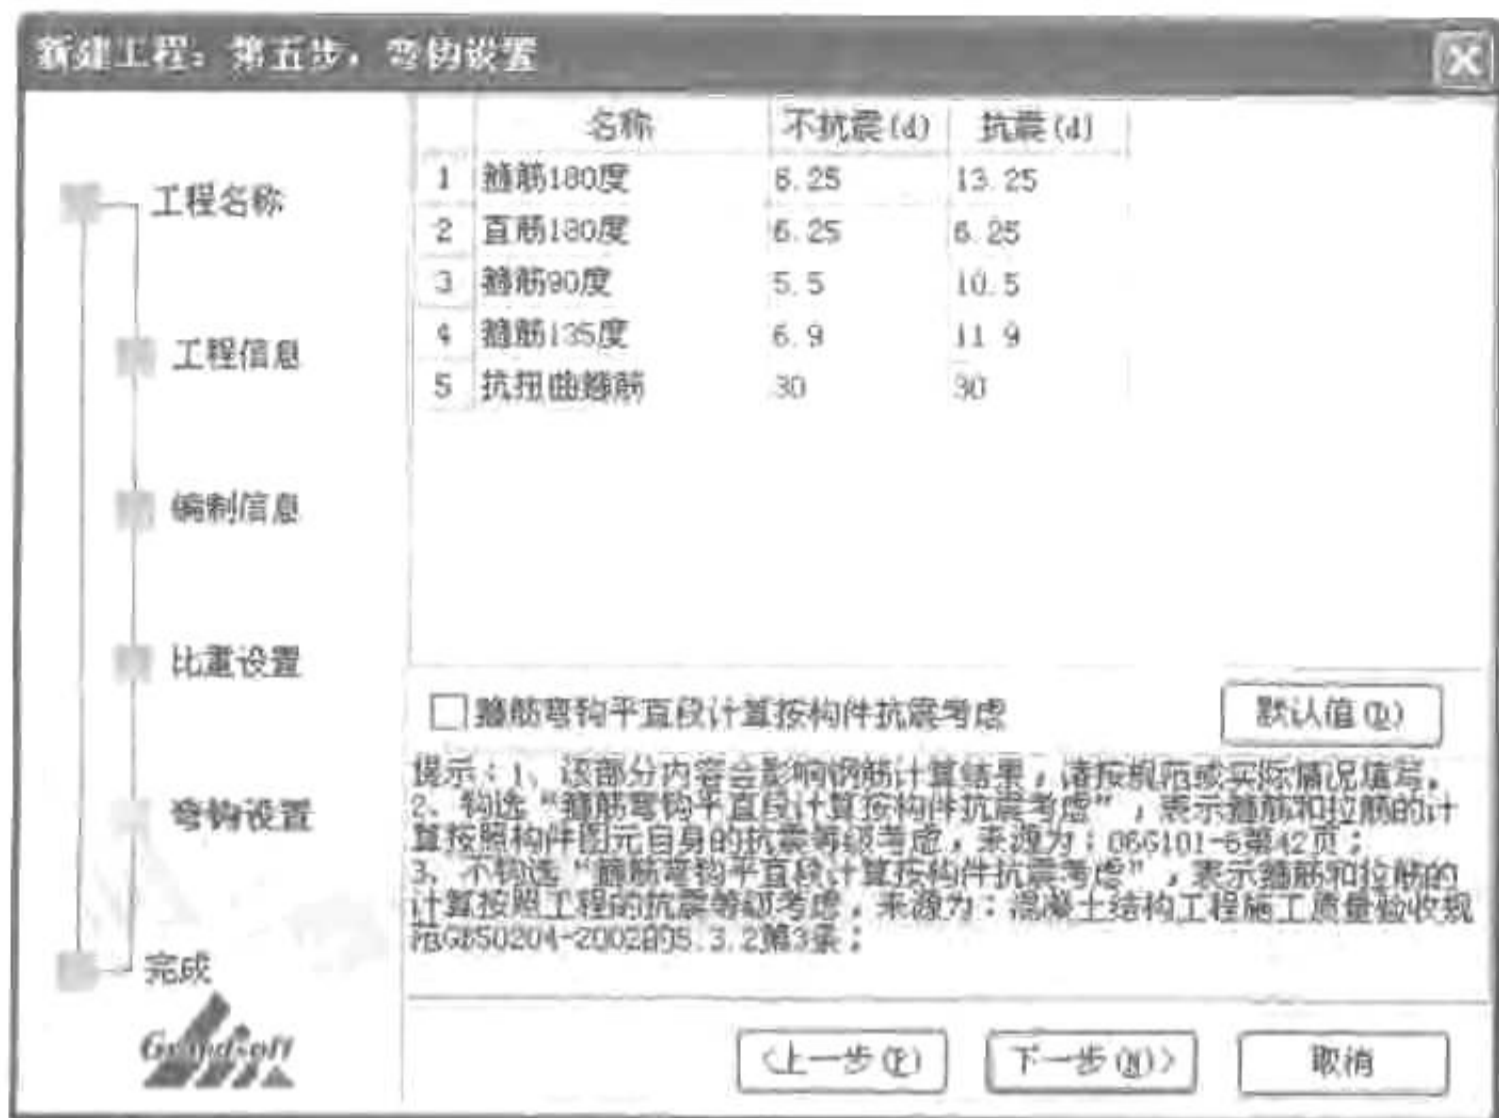 新建工程：第五步，弯钩设置
工程名称
工程信息
编制信息
比重设置
弯钩设置
完成
Grandsoft
名称 不抗震(d) 抗震(d)
1 箍筋180度 6.25 13.25
2 直筋180度 6.25 6.25
3 箍筋90度 5.5 10.5
4 箍筋135度 6.9 11.9
5 抗扭曲箍筋 30 30
箍筋弯钩平直段计算按构件抗震考虑
默认值(D)
提示：1、该部分内容会影响钢筋计算结果，请按规范或实际情况填写。
2、钩选“箍筋弯钩平直段计算按构件抗震考虑”，表示箍筋和拉筋的计
算按照构件图元自身的抗震等级考虑，来源为：06G101-6第42页；
3、不钩选“箍筋弯钩平直段计算按构件抗震考虑”，表示箍筋和拉筋的
计算按照工程的抗震等级考虑，来源为：混凝土结构工程施工质量验收规
范GB50204-2002的5.3.2第3条；
<上一步(P)
下一步(N)>
取消